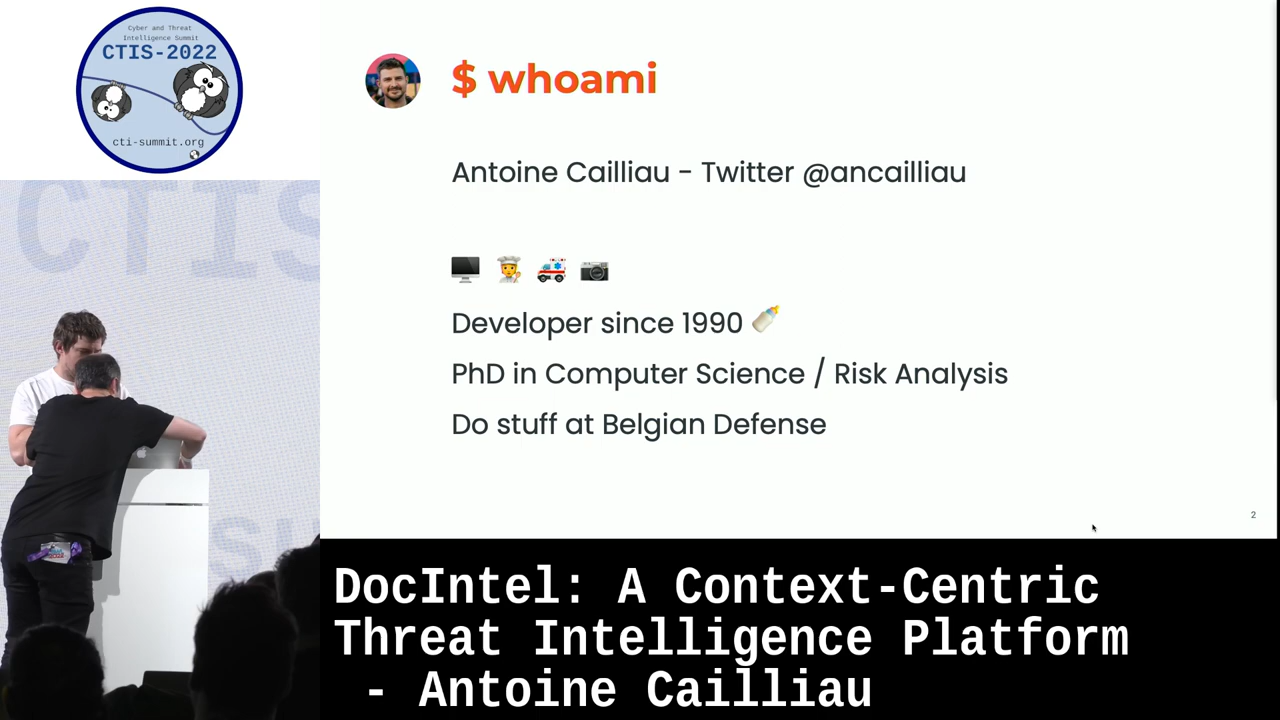 Cyber and Threat
Intelligence Summit
CTIS-2022
cti-summit.org
CTIS
SU
$ whoami
Antoine Cailliau - Twitter @ancailliau
Developer since 1990
PhD in Computer Science / Risk Analysis
Do stuff at Belgian Defense
2
DocIntel: A Context-Centric
Threat Intelligence Platform
- Antoine Cailliau